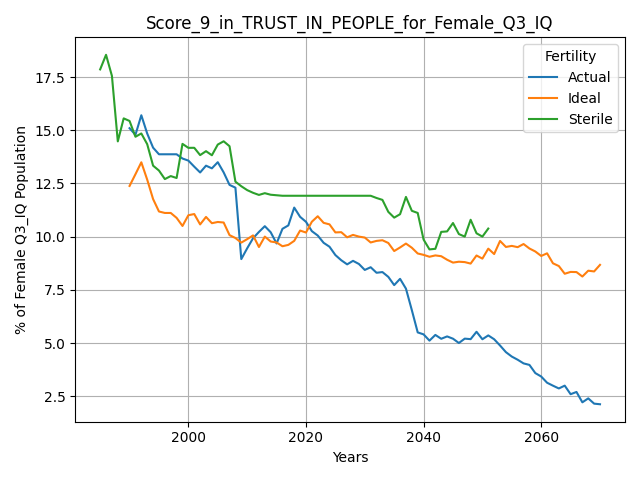 Score_9_in_TRUST_IN_PEOPLE_for_Female_Q3_IQ
Fertility
Actual
Ideal
Sterile
% of Female Q3_IQ Population
17.5
15.0
12.5
10.0
7.5
5.0
2.5
2000
2020
2040
2060
Years